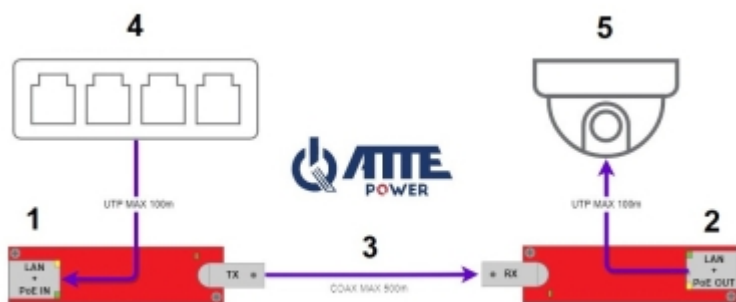 4
5
ATTE
POWER
UTP MAX 100m
UTP MAX 100m
1
3
2
LAN
+
PoE IN
TX
COAX MAX 500m
RX
LAN
+
PoE OUT